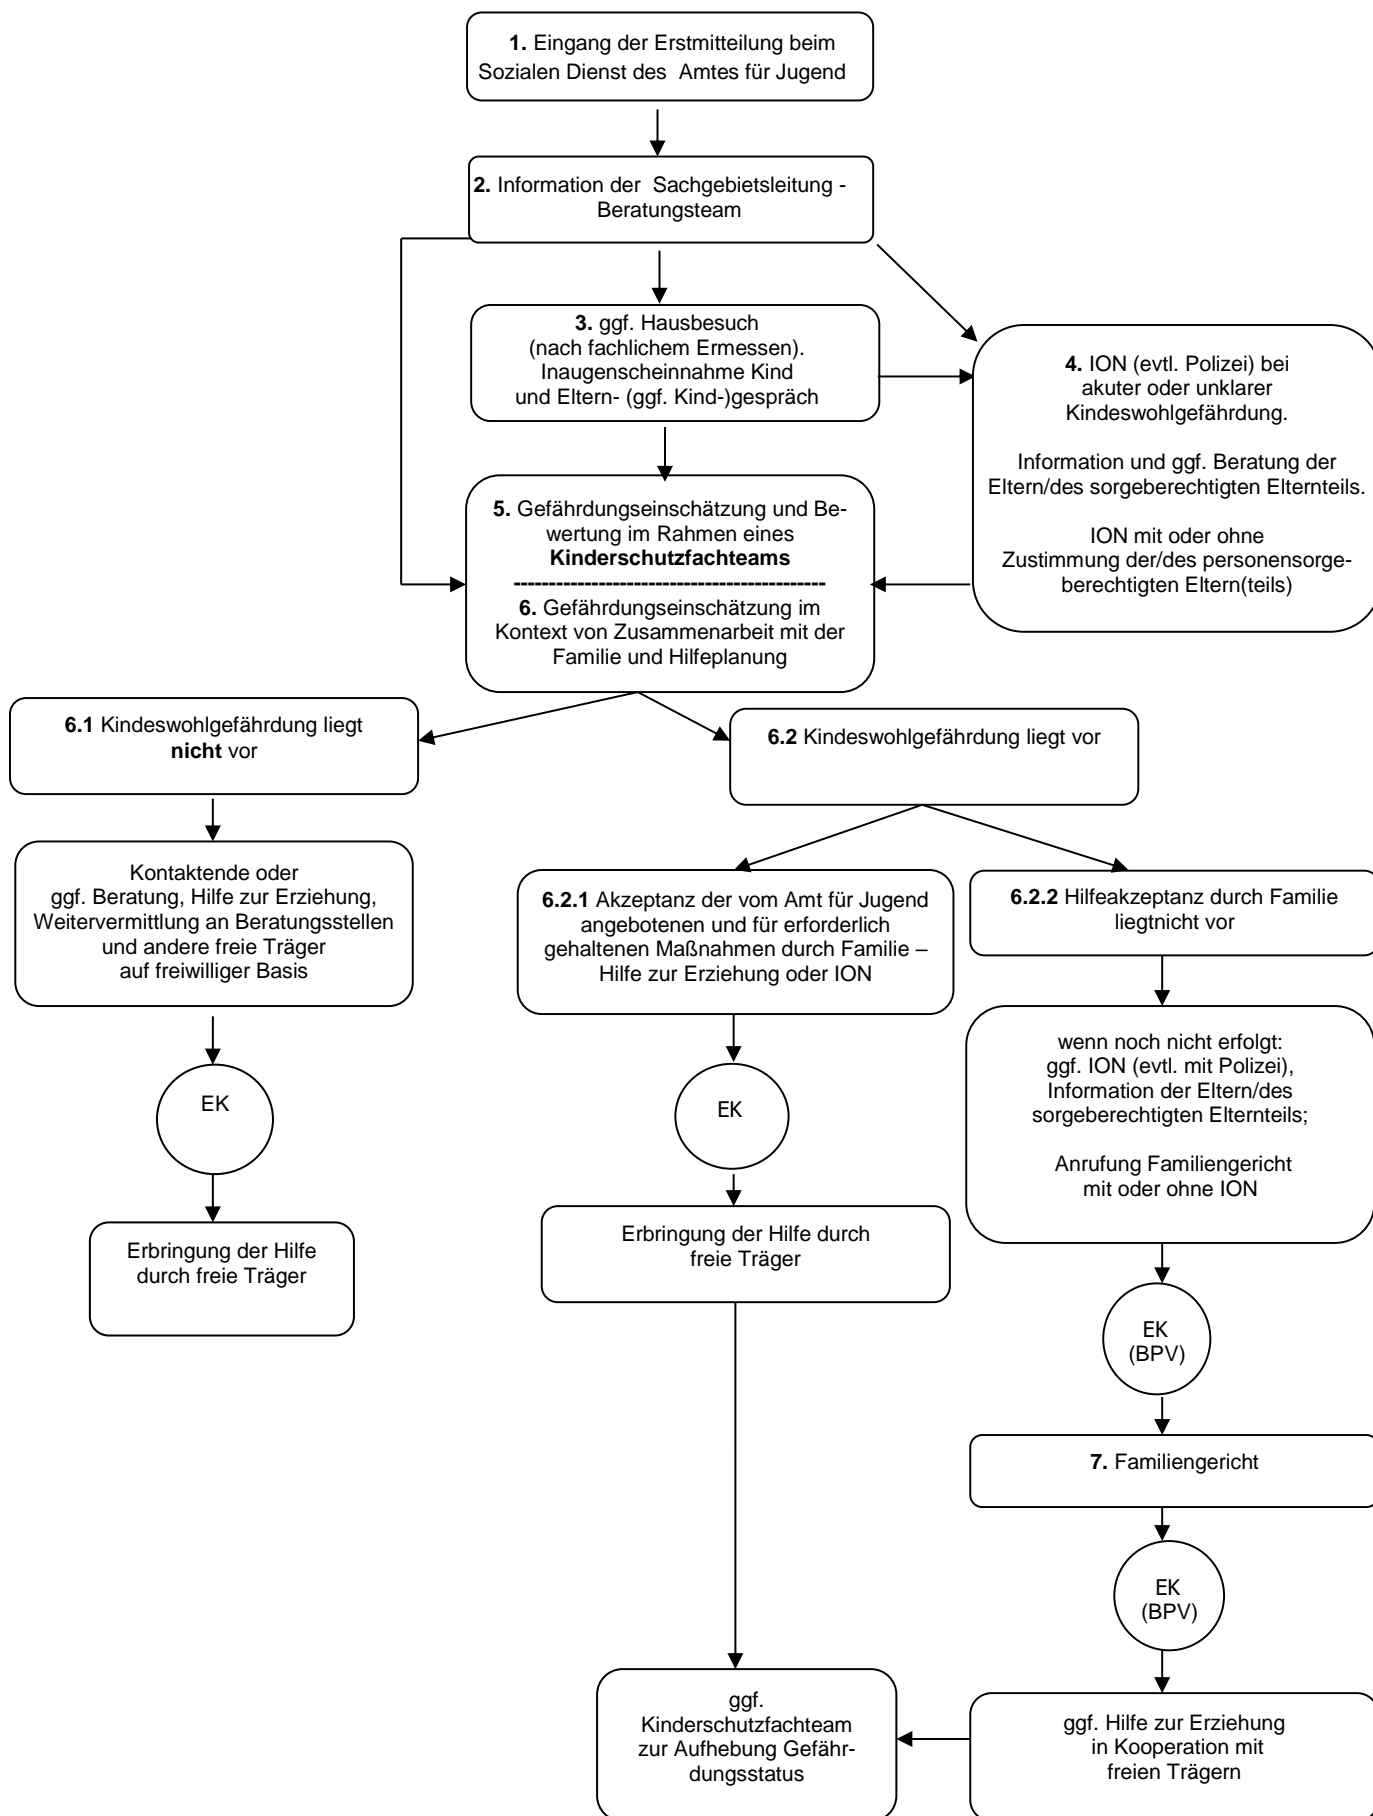 1. Eingang der Erstmitteilung beim
Sozialen Dienst des Amtes für Jugend
2. Information der Sachgebietsleitung -
Beratungsteam
3. ggf. Hausbesuch
(nach fachlichem Ermessen).
Inaugenscheinnahme Kind
und Eltern- (ggf. Kind-)gespräch
4. ION (evtl. Polizei) bei
akuter oder unklarer
Kindeswohlgefährdung.
Information und ggf. Beratung der
Eltern/des sorgeberechtigten Elternteils.
ION mit oder ohne
Zustimmung der/des personensorge-
berechtigten Eltern(teils)
5. Gefährdungseinschätzung und Be-
wertung im Rahmen eines
Kinderschutzfachteams
---------------------------------------------
6. Gefährdungseinschätzung im
Kontext von Zusammenarbeit mit der
Familie und Hilfeplanung
6.1 Kindeswohlgefährdung liegt
nicht vor
6.2 Kindeswohlgefährdung liegt vor
Kontaktende oder
ggf. Beratung, Hilfe zur Erziehung,
Weitervermittlung an Beratungsstellen
und andere freie Träger
auf freiwilliger Basis
6.2.1 Akzeptanz der vom Amt für Jugend
angebotenen und für erforderlich
gehaltenen Maßnahmen durch Familie –
Hilfe zur Erziehung oder ION
6.2.2 Hilfeakzeptanz durch Familie
liegtnicht vor
wenn noch nicht erfolgt:
ggf. ION (evtl. mit Polizei),
Information der Eltern/des
sorgeberechtigten Elternteils;
Anrufung Familiengericht
mit oder ohne ION
EK
EK
Erbringung der Hilfe
durch freie Träger
Erbringung der Hilfe durch
freie Träger
EK
(BPV)
7. Familiengericht
EK
(BPV)
ggf.
Kinderschutzfachteam
zur Aufhebung Gefähr-
dungsstatus
ggf. Hilfe zur Erziehung
in Kooperation mit
freien Trägern